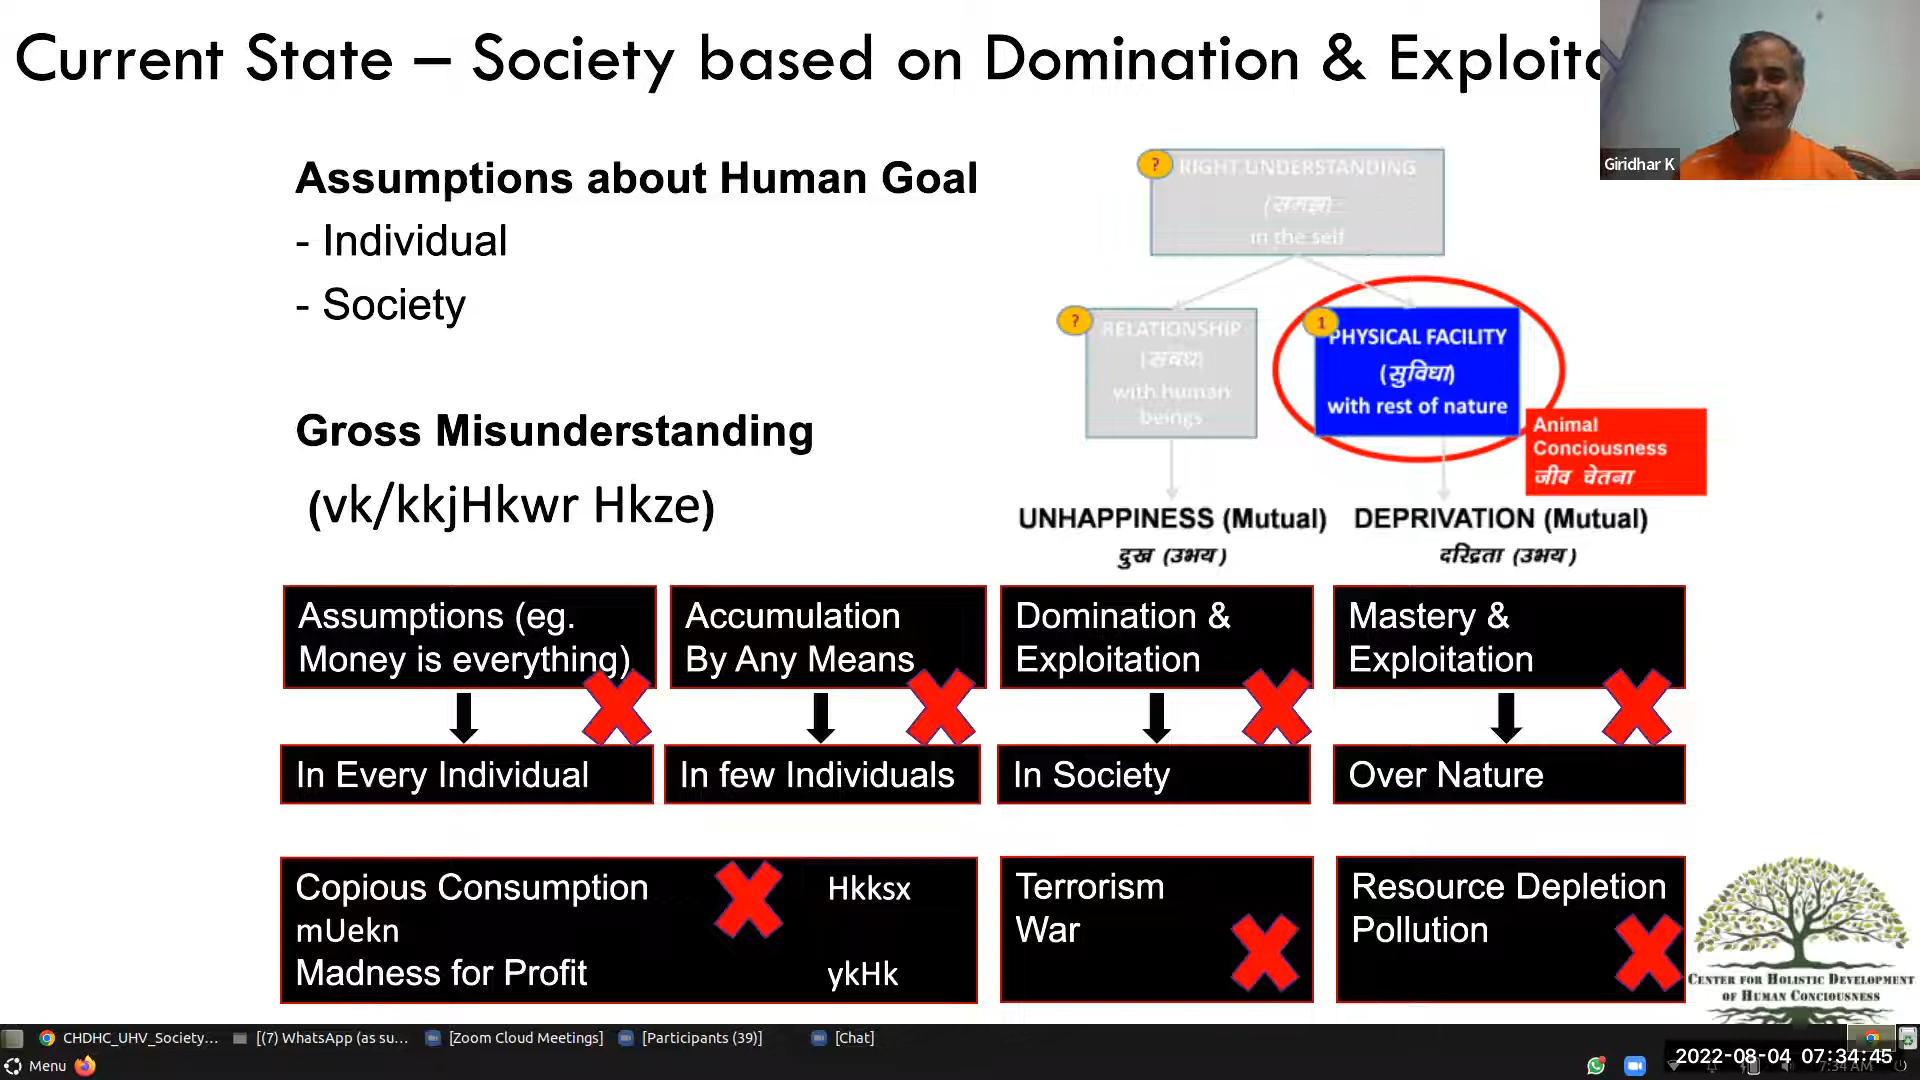 Current State – Society based on Domination & Exploita
Giridhar K
Assumptions about Human Goal
- Individual
- Society
Gross Misunderstanding
(vk/kkjHkwr Hkze)
? RIGHT UNDERSTANDING
(समझ)
in the self
? RELATIONSHIP
(संबंध)
with human
beings
1 PHYSICAL FACILITY
(सुविधा)
with rest of nature
Animal
Conciousness
जीव चेतना
UNHAPPINESS (Mutual)
दुख (उभय)
DEPRIVATION (Mutual)
दरिद्रता (उभय)
Assumptions (eg.
Money is everything)
Accumulation
By Any Means
Domination &
Exploitation
Mastery &
Exploitation
In Every Individual
In few Individuals
In Society
Over Nature
Copious Consumption Hkksx
mUekn
Madness for Profit ykHk
Terrorism
War
Resource Depletion
Pollution
CENTER FOR HOLISTIC DEVELOPMENT
OF HUMAN CONCIOUSNESS
CHDHC_UHV_Society...
[(7) WhatsApp (as su...
[Zoom Cloud Meetings]
[Participants (39)]
[Chat]
Menu
2022-08-04 07:34:45
7:34 AM